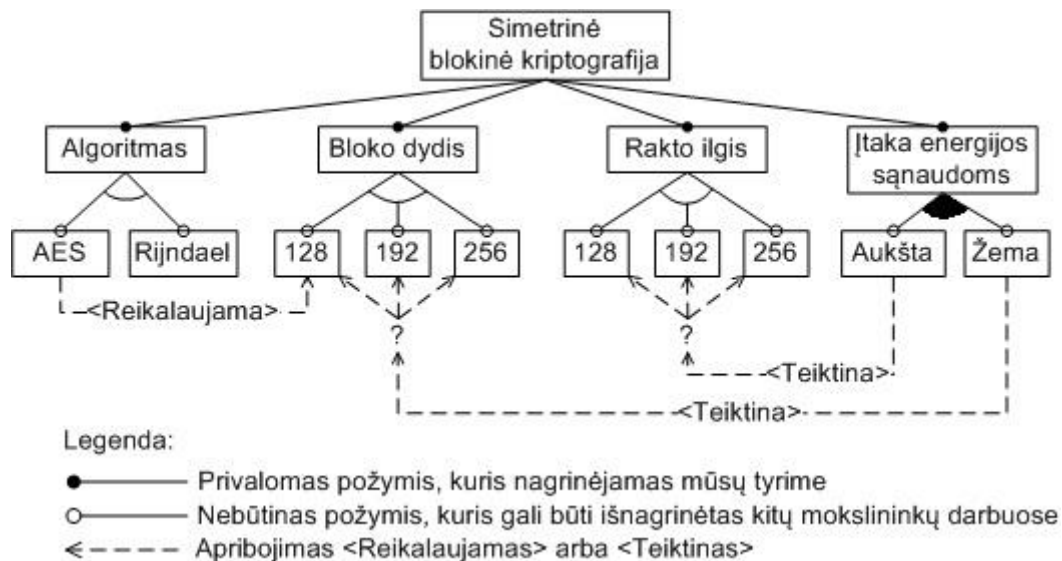 Simetrinė
blokinė kriptografija
Algoritmas
Bloko dydis
Rakto ilgis
Įtaka energijos
sąnaudoms
AES
Rijndael
128
192
256
128
192
256
Aukšta
Žema
<Reikalaujama>
?
?
<Teiktina>
<Teiktina>
Legenda:
Privalomas požymis, kuris nagrinėjamas mūsų tyrime
Nebūtinas požymis, kuris gali būti išnagrinėtas kitų mokslininkų darbuose
Apribojimas <Reikalaujamas> arba <Teiktinas>